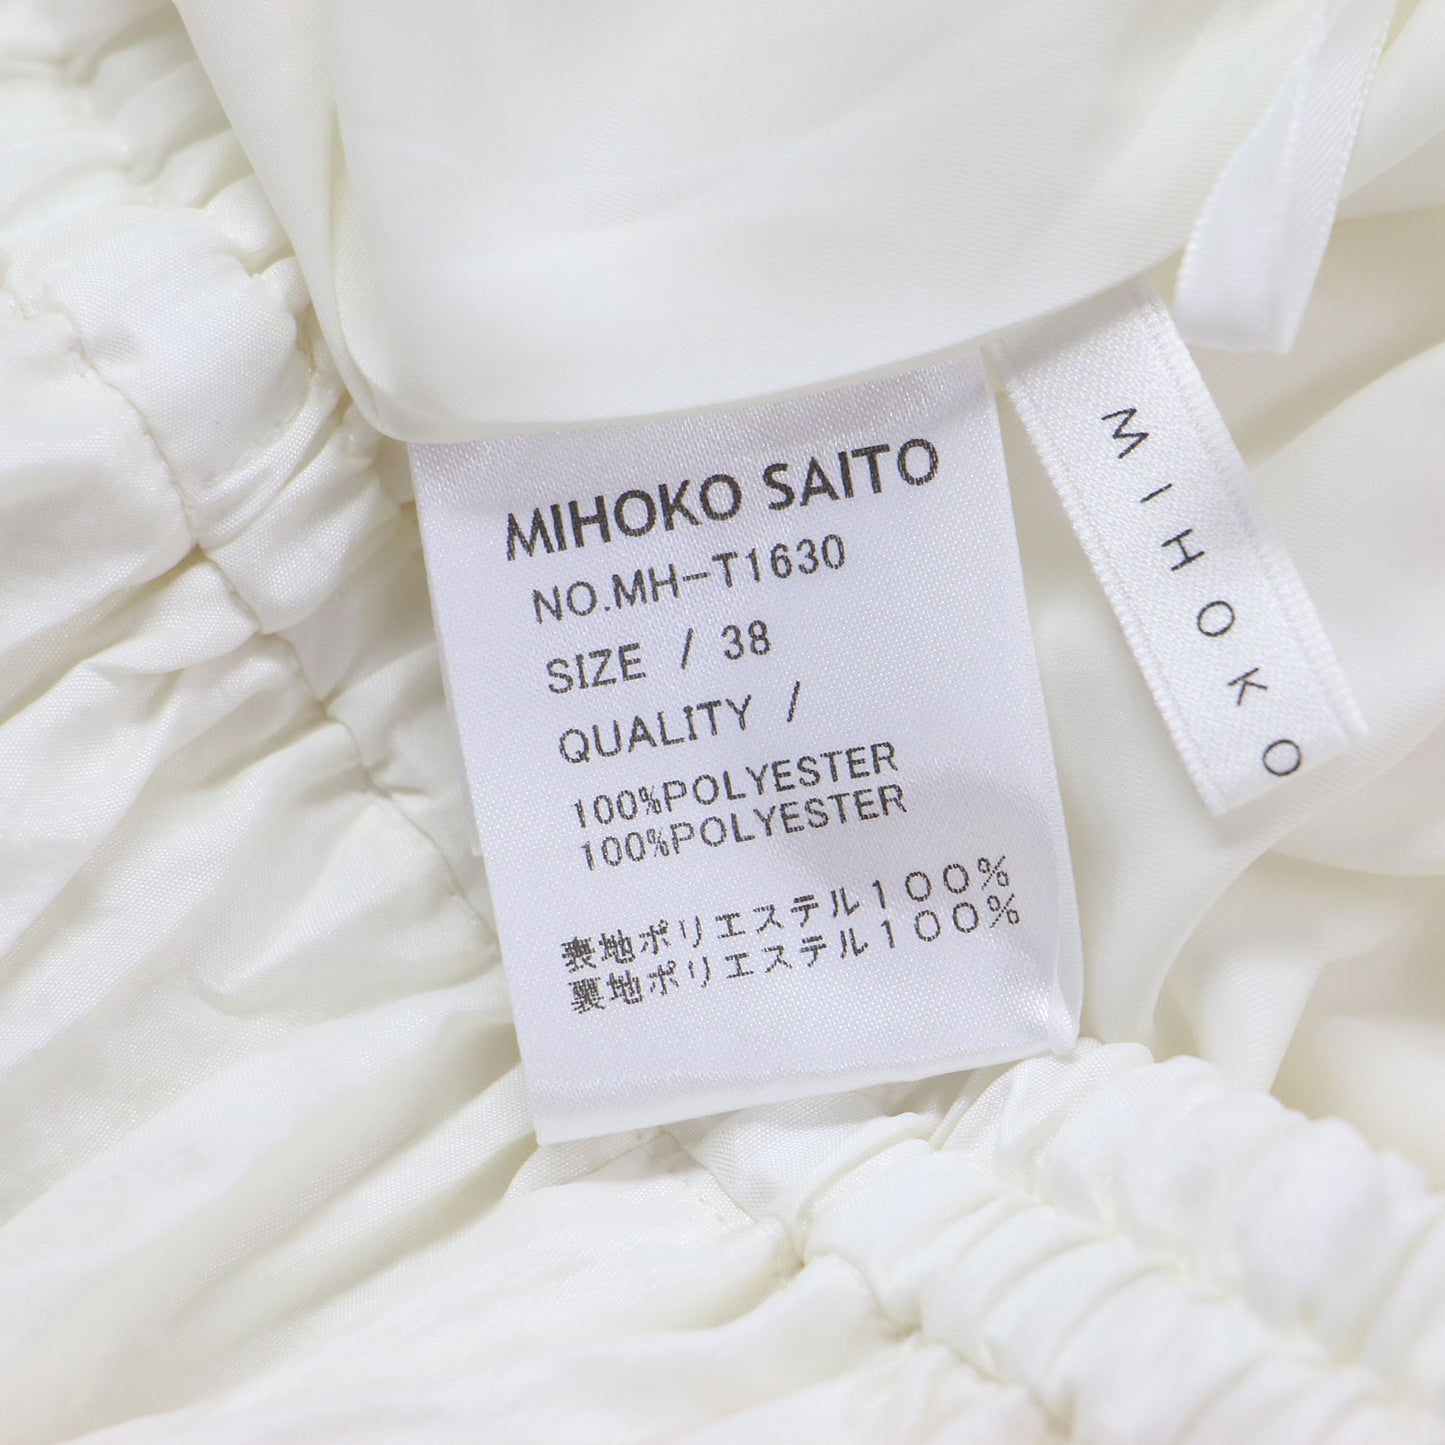 MIHOKO SAITO
NO.MH-T1630
SIZE / 38
QUALITY /
100%POLYESTER
100%POLYESTER
表地ポリエステル100%
裏地ポリエステル100%
MIHOKO